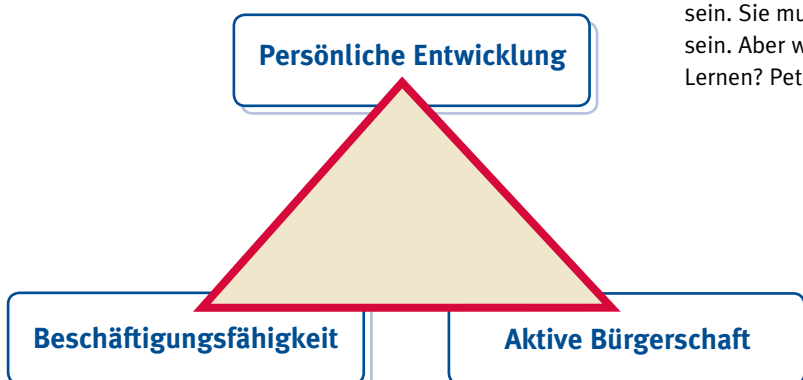 sein. Sie mu
sein. Aber w
Lernen? Pet
Persönliche Entwicklung
Beschäftigungsfähigkeit
Aktive Bürgerschaft